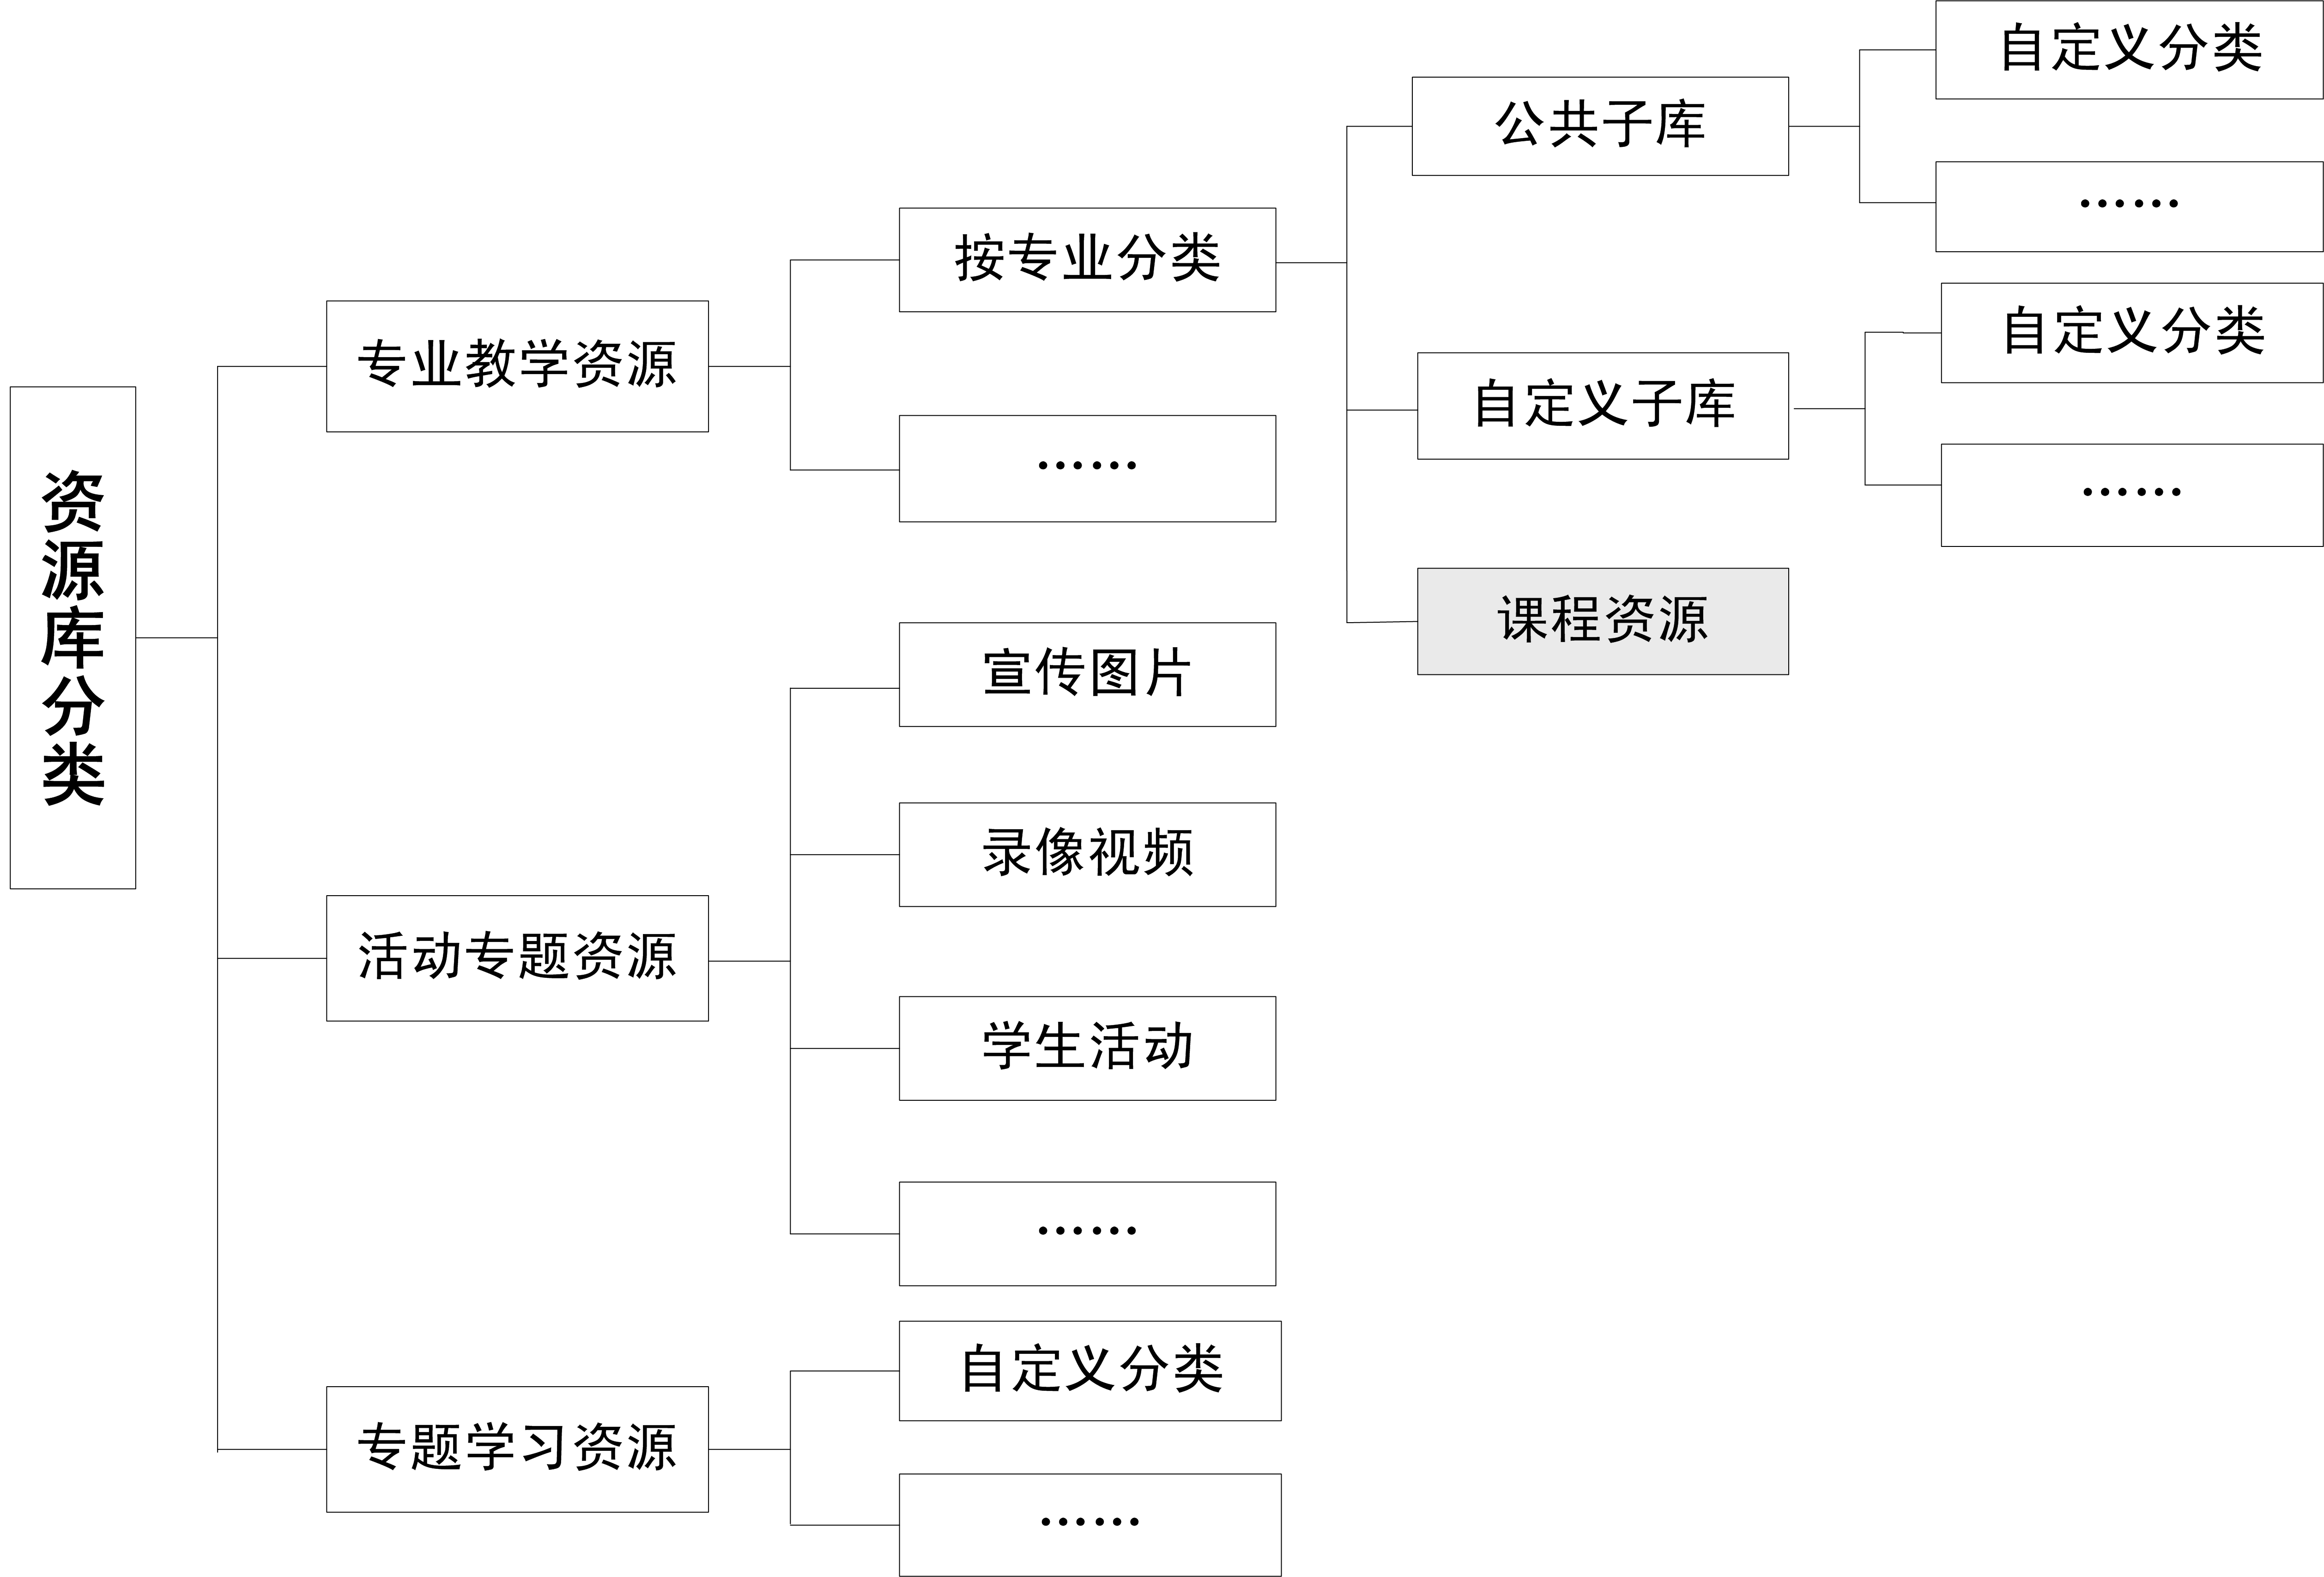 资源库分类
专业教学资源
按专业分类
公共子库
自定义分类
……
自定义子库
自定义分类
……
课程资源
……
活动专题资源
宣传图片
录像视频
学生活动
……
专题学习资源
自定义分类
……